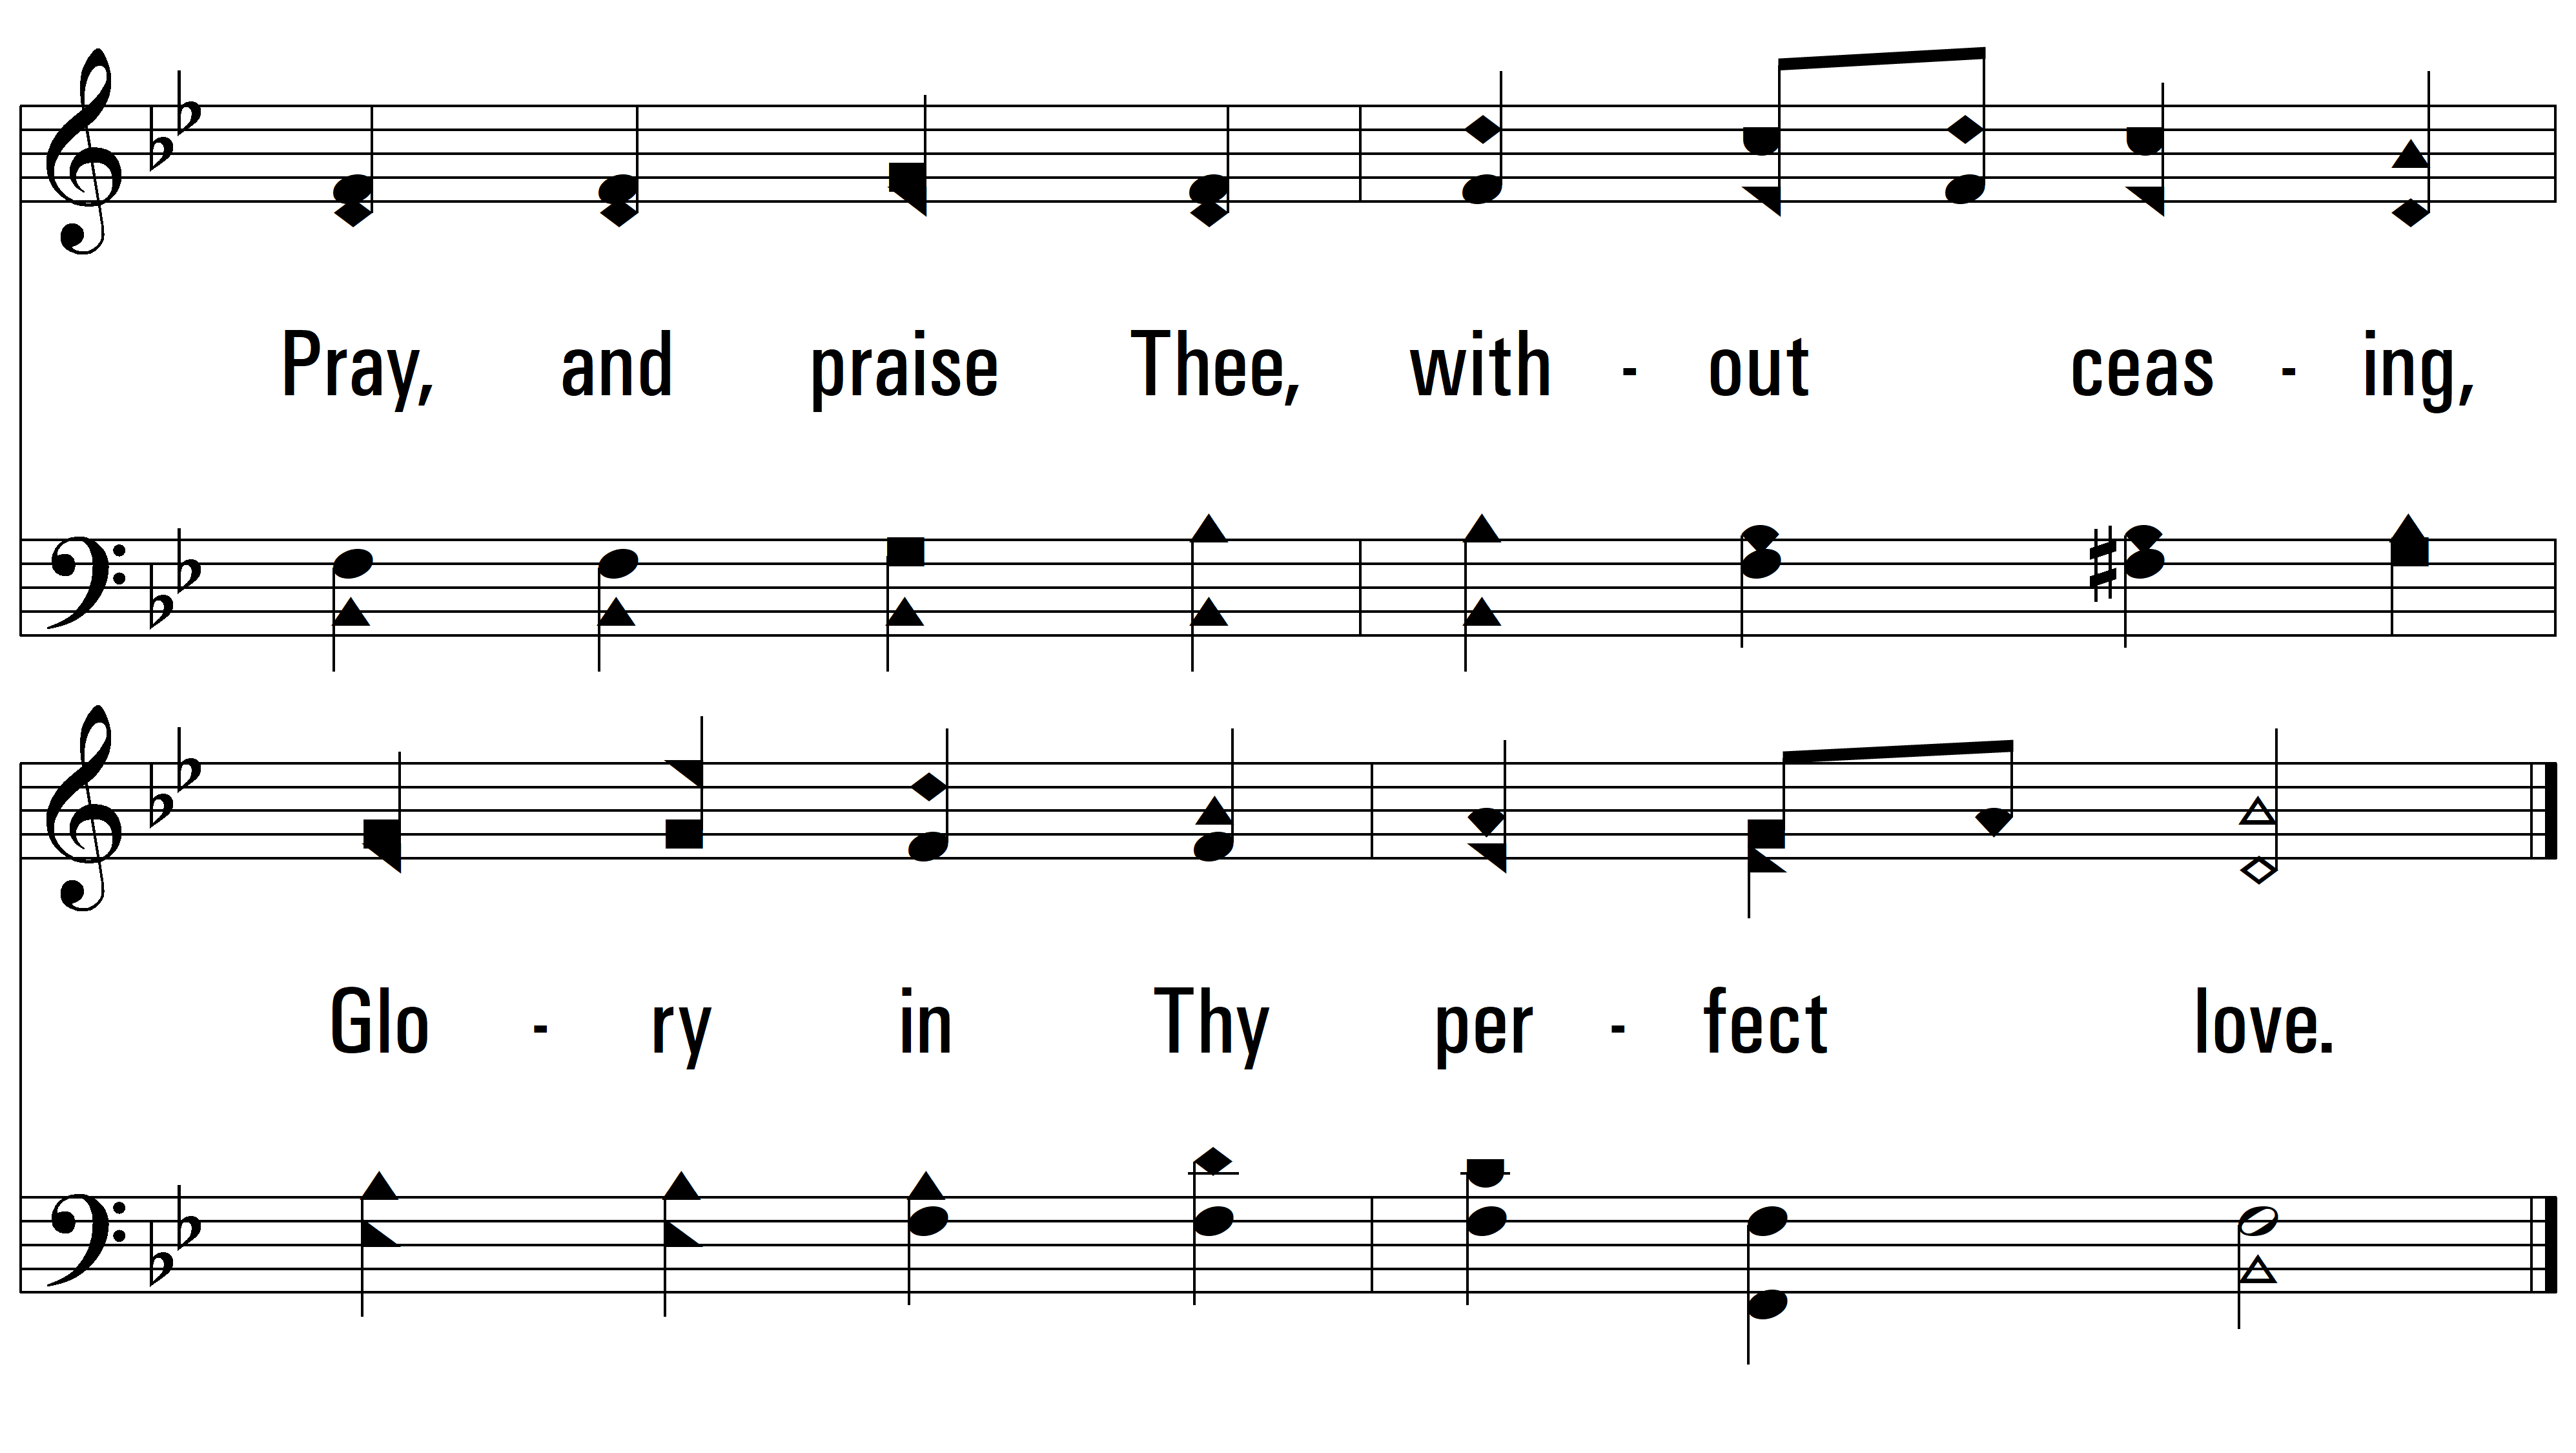 Pray, and praise Thee, with - out ceas - ing,
Glo - ry in Thy per - fect love.